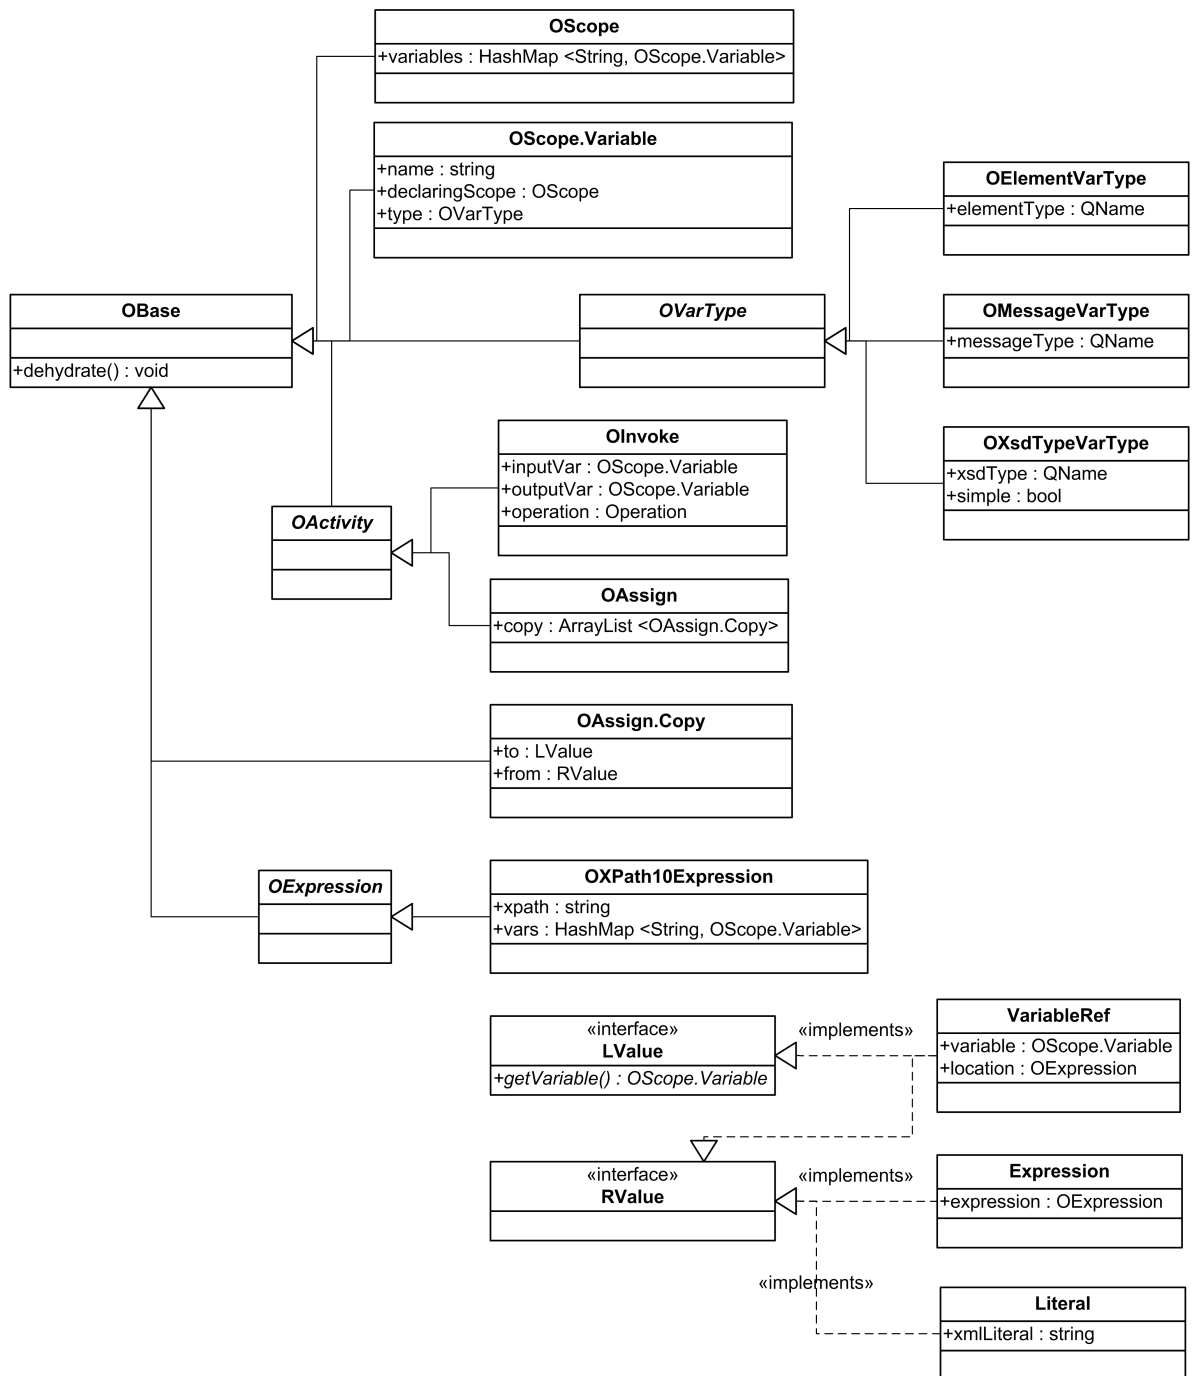 OScope
+variables : HashMap <String, OScope.Variable>
OScope.Variable
+name : string
+declaringScope : OScope
+type : OVarType
OElementVarType
+elementType : QName
OBase
+dehydrate() : void
OVarType
OMessageVarType
+messageType : QName
OInvoke
+inputVar : OScope.Variable
+outputVar : OScope.Variable
+operation : Operation
OXsdTypeVarType
+xsdType : QName
+simple : bool
OActivity
OAssign
+copy : ArrayList <OAssign.Copy>
OAssign.Copy
+to : LValue
+from : RValue
OExpression
OXPath10Expression
+xpath : string
+vars : HashMap <String, OScope.Variable>
«interface»
LValue
+getVariable() : OScope.Variable
«implements»
VariableRef
+variable : OScope.Variable
+location : OExpression
«interface»
RValue
«implements»
Expression
+expression : OExpression
«implements»
Literal
+xmlLiteral : string